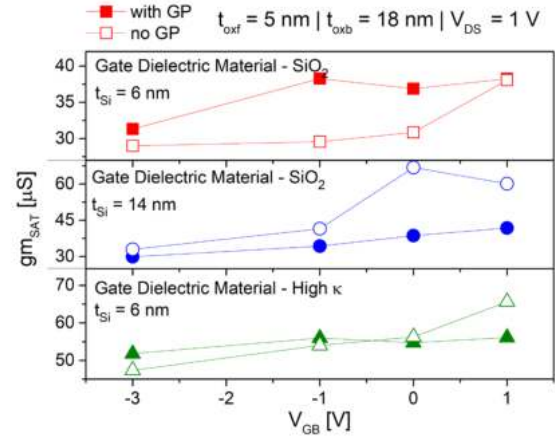 with GP
no GP
t_oxf = 5 nm | t_oxb = 18 nm | V_DS = 1 V
40
35
30
Gate Dielectric Material - SiO₂
t_Si = 6 nm
60
45
30
Gate Dielectric Material - SiO₂
t_Si = 14 nm
70
60
50
Gate Dielectric Material - High κ
t_Si = 6 nm
gm_SAT [µS]
-3 -2 -1 0 1
V_GB [V]